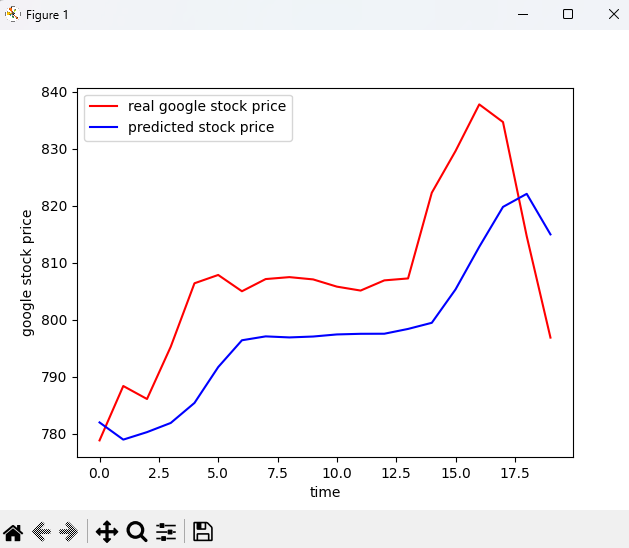 Figure 1
840
830
820
810
800
790
780
google stock price
real google stock price
predicted stock price
0.0 2.5 5.0 7.5 10.0 12.5 15.0 17.5
time